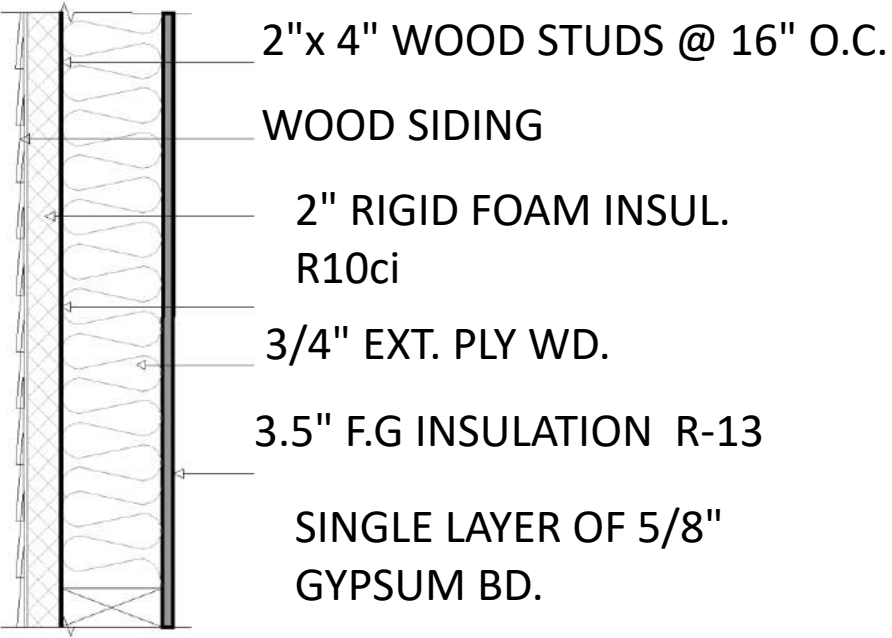 2"x 4" WOOD STUDS @ 16" O.C.
WOOD SIDING
2" RIGID FOAM INSUL.
R10ci
3/4" EXT. PLY WD.
3.5" F.G INSULATION  R-13
SINGLE LAYER OF 5/8"
GYPSUM BD.